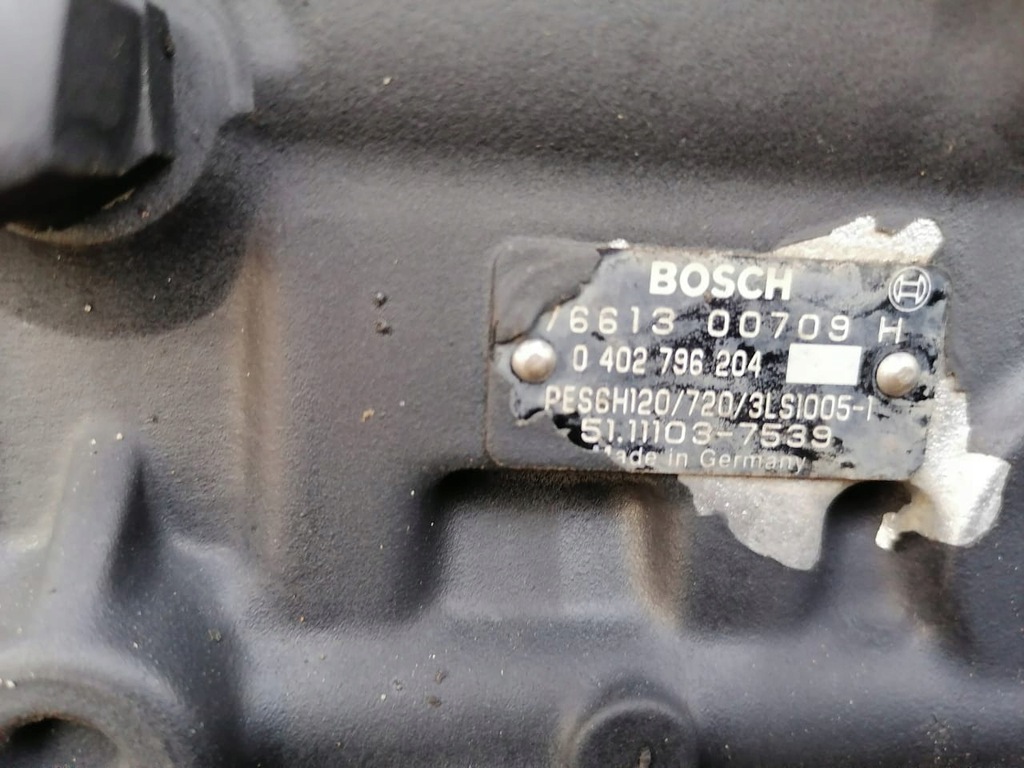 BOSCH
76613 00709 H
0 402 796 204
PES6H120/720/3LS1005-1
51.11103-7539
Made in Germany